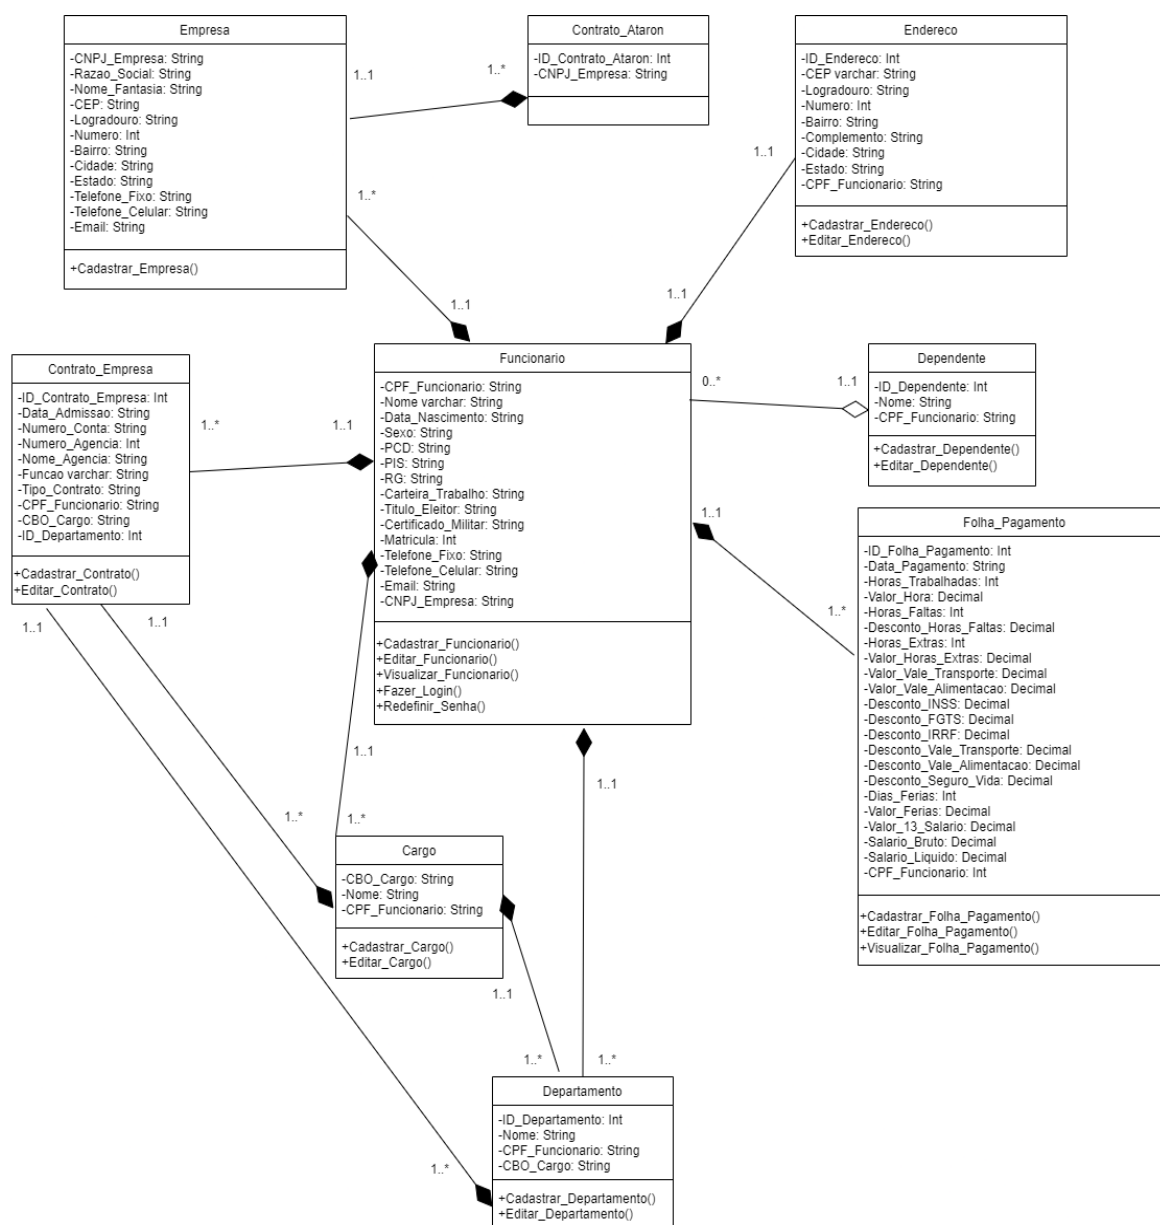 Empresa
-CNPJ_Empresa: String
-Razao_Social: String
-Nome_Fantasia: String
-CEP: String
-Logradouro: String
-Numero: Int
-Bairro: String
-Cidade: String
-Estado: String
-Telefone_Fixo: String
-Telefone_Celular: String
-Email: String
+Cadastrar_Empresa()
1..1
1..*
Contrato_Ataron
-ID_Contrato_Ataron: Int
-CNPJ_Empresa: String
Endereco
-ID_Endereco: Int
-CEP varchar: String
-Logradouro: String
-Numero: Int
-Bairro: String
-Complemento: String
-Cidade: String
-Estado: String
-CPF_Funcionario: String
+Cadastrar_Endereco()
+Editar_Endereco()
1..1
1..*
1..1
1..1
Contrato_Empresa
-ID_Contrato_Empresa: Int
-Data_Admissao: String
-Numero_Conta: String
-Numero_Agencia: Int
-Nome_Agencia: String
-Funcao varchar: String
-Tipo_Contrato: String
-CPF_Funcionario: String
-CBO_Cargo: String
-ID_Departamento: Int
+Cadastrar_Contrato()
+Editar_Contrato()
1..*
1..1
Funcionario
-CPF_Funcionario: String
-Nome varchar: String
-Data_Nascimento: String
-Sexo: String
-PCD: String
-PIS: String
-RG: String
-Carteira_Trabalho: String
-Titulo_Eleitor: String
-Certificado_Militar: String
-Matricula: Int
-Telefone_Fixo: String
-Telefone_Celular: String
-Email: String
-CNPJ_Empresa: String
+Cadastrar_Funcionario()
+Editar_Funcionario()
+Visualizar_Funcionario()
+Fazer_Login()
+Redefinir_Senha()
0..*
1..1
Dependente
-ID_Dependente: Int
-Nome: String
-CPF_Funcionario: String
+Cadastrar_Dependente()
+Editar_Dependente()
1..1
1..*
Folha_Pagamento
-ID_Folha_Pagamento: Int
-Data_Pagamento: String
-Horas_Trabalhadas: Int
-Valor_Hora: Decimal
-Horas_Faltas: Int
-Desconto_Horas_Faltas: Decimal
-Horas_Extras: Int
-Valor_Horas_Extras: Decimal
-Valor_Vale_Transporte: Decimal
-Valor_Vale_Alimentacao: Decimal
-Desconto_INSS: Decimal
-Desconto_FGTS: Decimal
-Desconto_IRRF: Decimal
-Desconto_Vale_Transporte: Decimal
-Desconto_Vale_Alimentacao: Decimal
-Desconto_Seguro_Vida: Decimal
-Dias_Ferias: Int
-Valor_Ferias: Decimal
-Valor_13_Salario: Decimal
-Salario_Bruto: Decimal
-Salario_Liquido: Decimal
-CPF_Funcionario: Int
+Cadastrar_Folha_Pagamento()
+Editar_Folha_Pagamento()
+Visualizar_Folha_Pagamento()
1..1
1..1
1..1
1..1
1..*
1..*
Cargo
-CBO_Cargo: String
-Nome: String
-CPF_Funcionario: String
+Cadastrar_Cargo()
+Editar_Cargo()
1..1
1..*
1..*
1..*
Departamento
-ID_Departamento: Int
-Nome: String
-CPF_Funcionario: String
-CBO_Cargo: String
+Cadastrar_Departamento()
+Editar_Departamento()